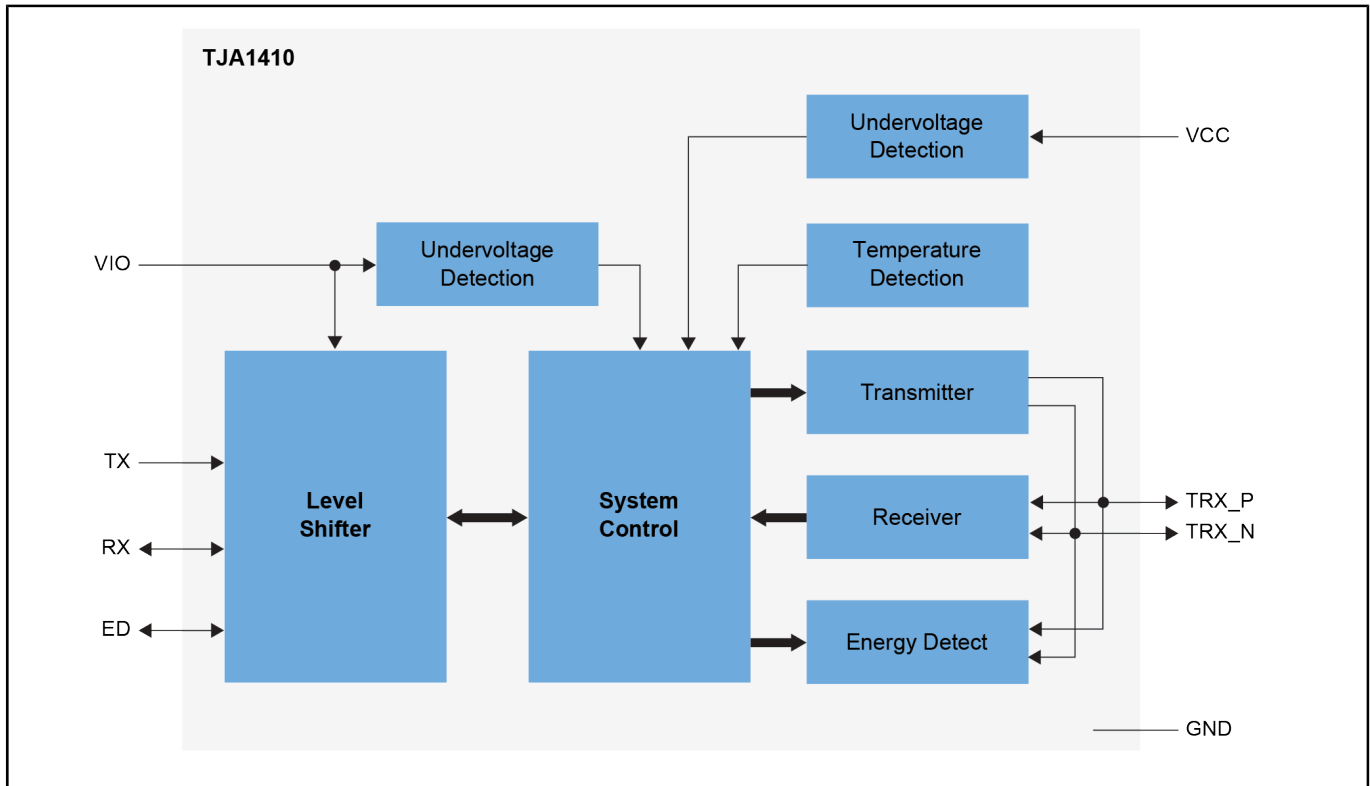 TJA1410
Undervoltage
Detection
VCC
VIO
Undervoltage
Detection
Temperature
Detection
Transmitter
TX
Level
Shifter
System
Control
Receiver
TRX_P
TRX_N
RX
ED
Energy Detect
GND